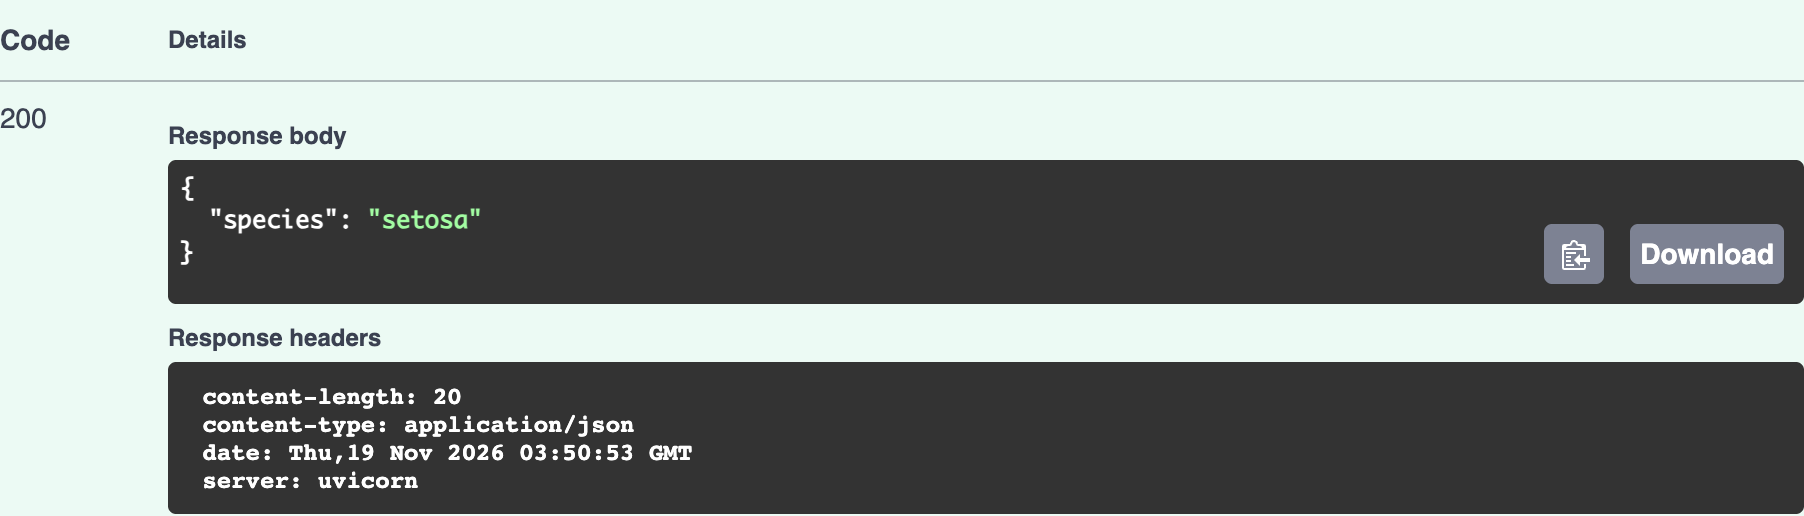 Code Details
200
Response body
{
  "species": "setosa"
}
Download
Response headers
content-length: 20
content-type: application/json
date: Thu,19 Nov 2026 03:50:53 GMT
server: uvicorn